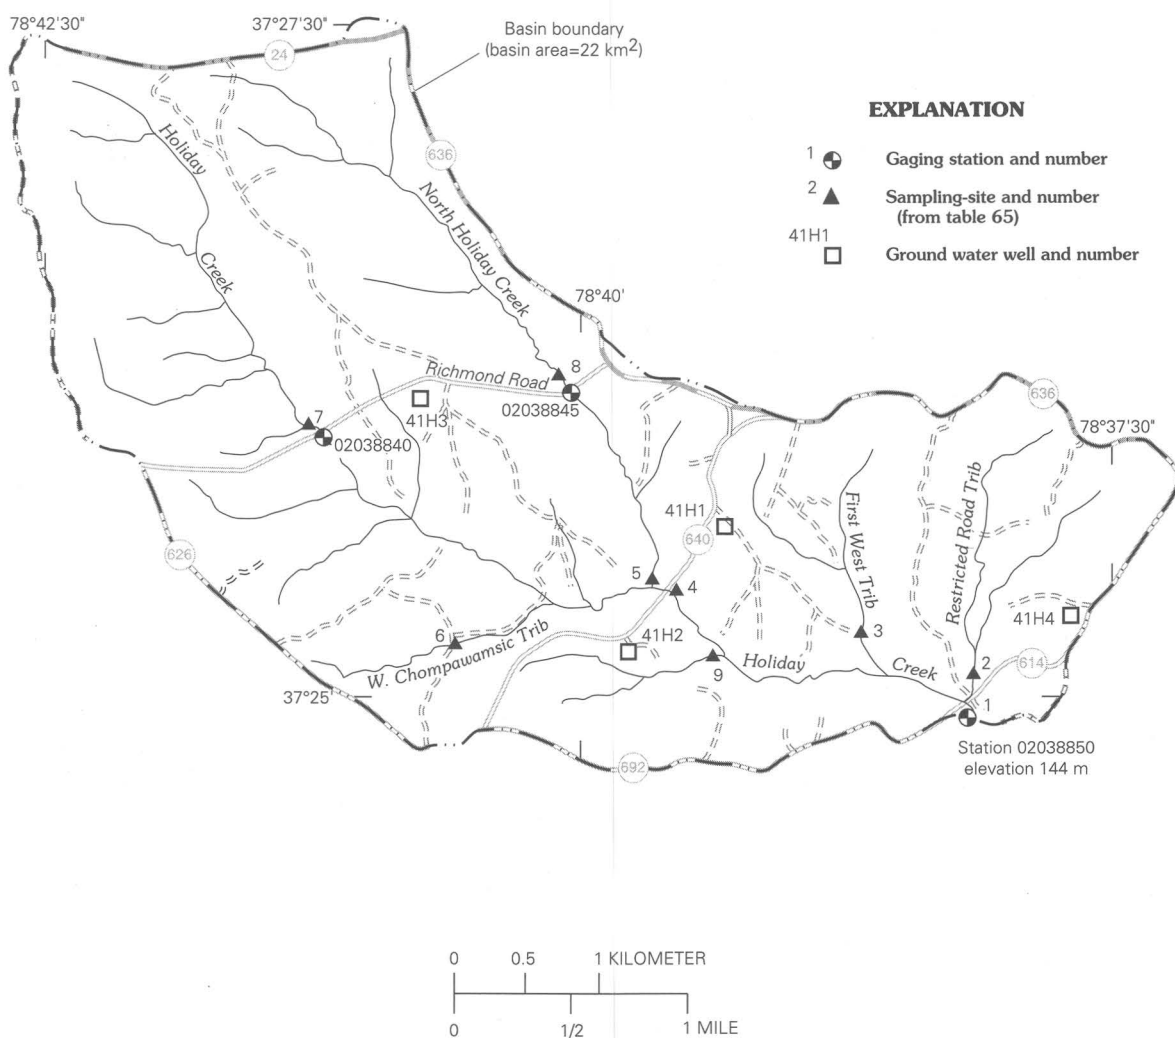 78°42'30"
37°27'30"
Basin boundary
(basin area=22 km2)
24
636
Holiday
Creek
North Holiday Creek
EXPLANATION
1
Gaging station and number
2
Sampling-site and number
(from table 65)
41H1
Ground water well and number
78°40'
8
Richmond Road
02038845
41H3
7
02038840
636
78°37'30"
41H1
640
626
First West Trib
Restricted Road Trib
5
4
6
W. Chompawamsic Trib
41H2
3
41H4
9
Holiday
Creek
2
614
37°25'
1
Station 02038850
elevation 144 m
692
0
0.5
1 KILOMETER
0
1/2
1 MILE